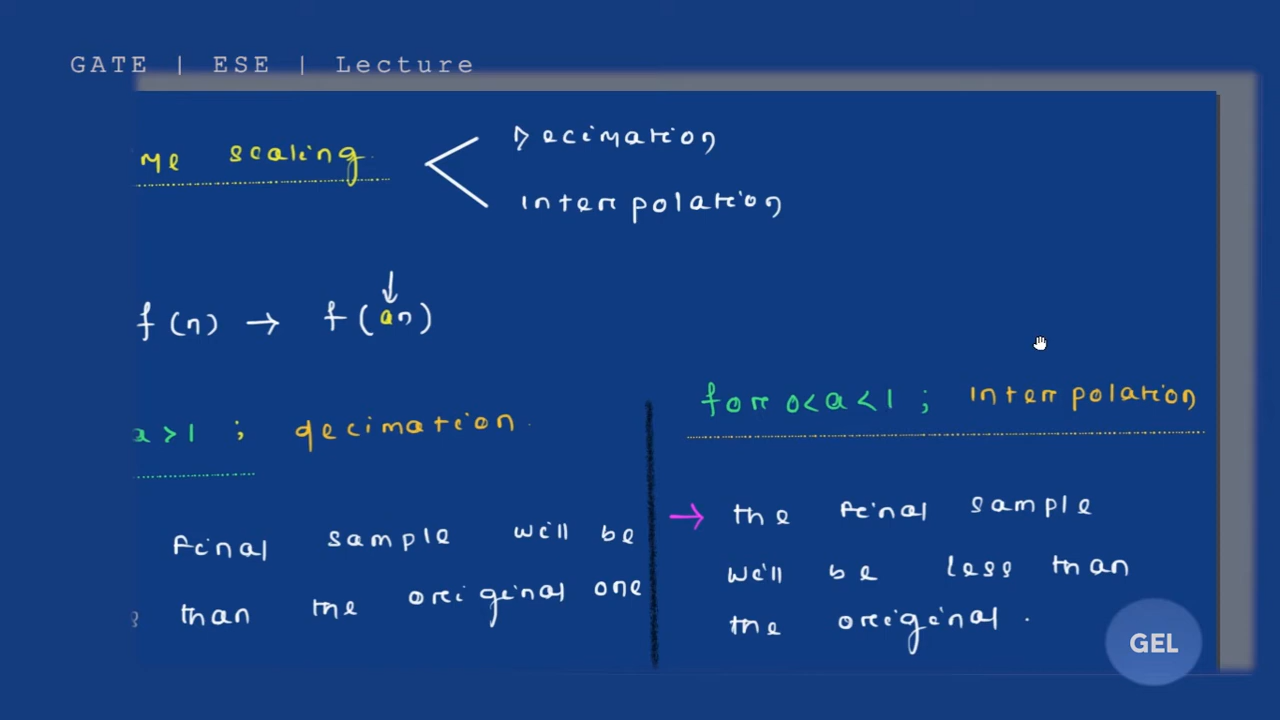 GATE | ESE | Lecture
me scaling
Decimation
Interpolation
f(n) → f(an)
a>1 ; decimation.
final sample will be
than the original one
for 0<a<1 ; Interpolation
→ the final sample
will be less than
the original.
GEL